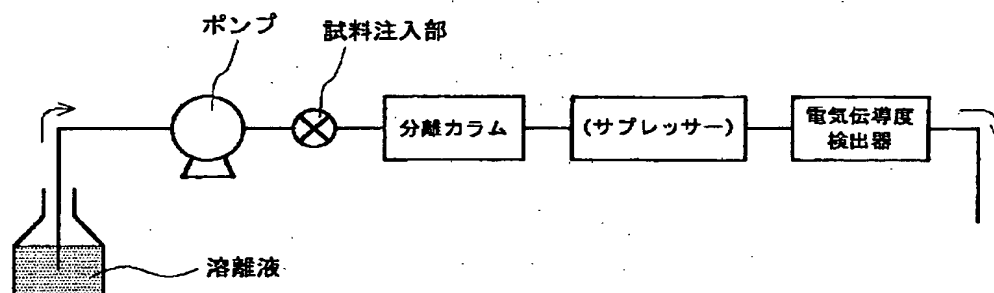 ポンプ
試料注入部
分離カラム
(サプレッサー)
電気伝導度
検出器
溶離液